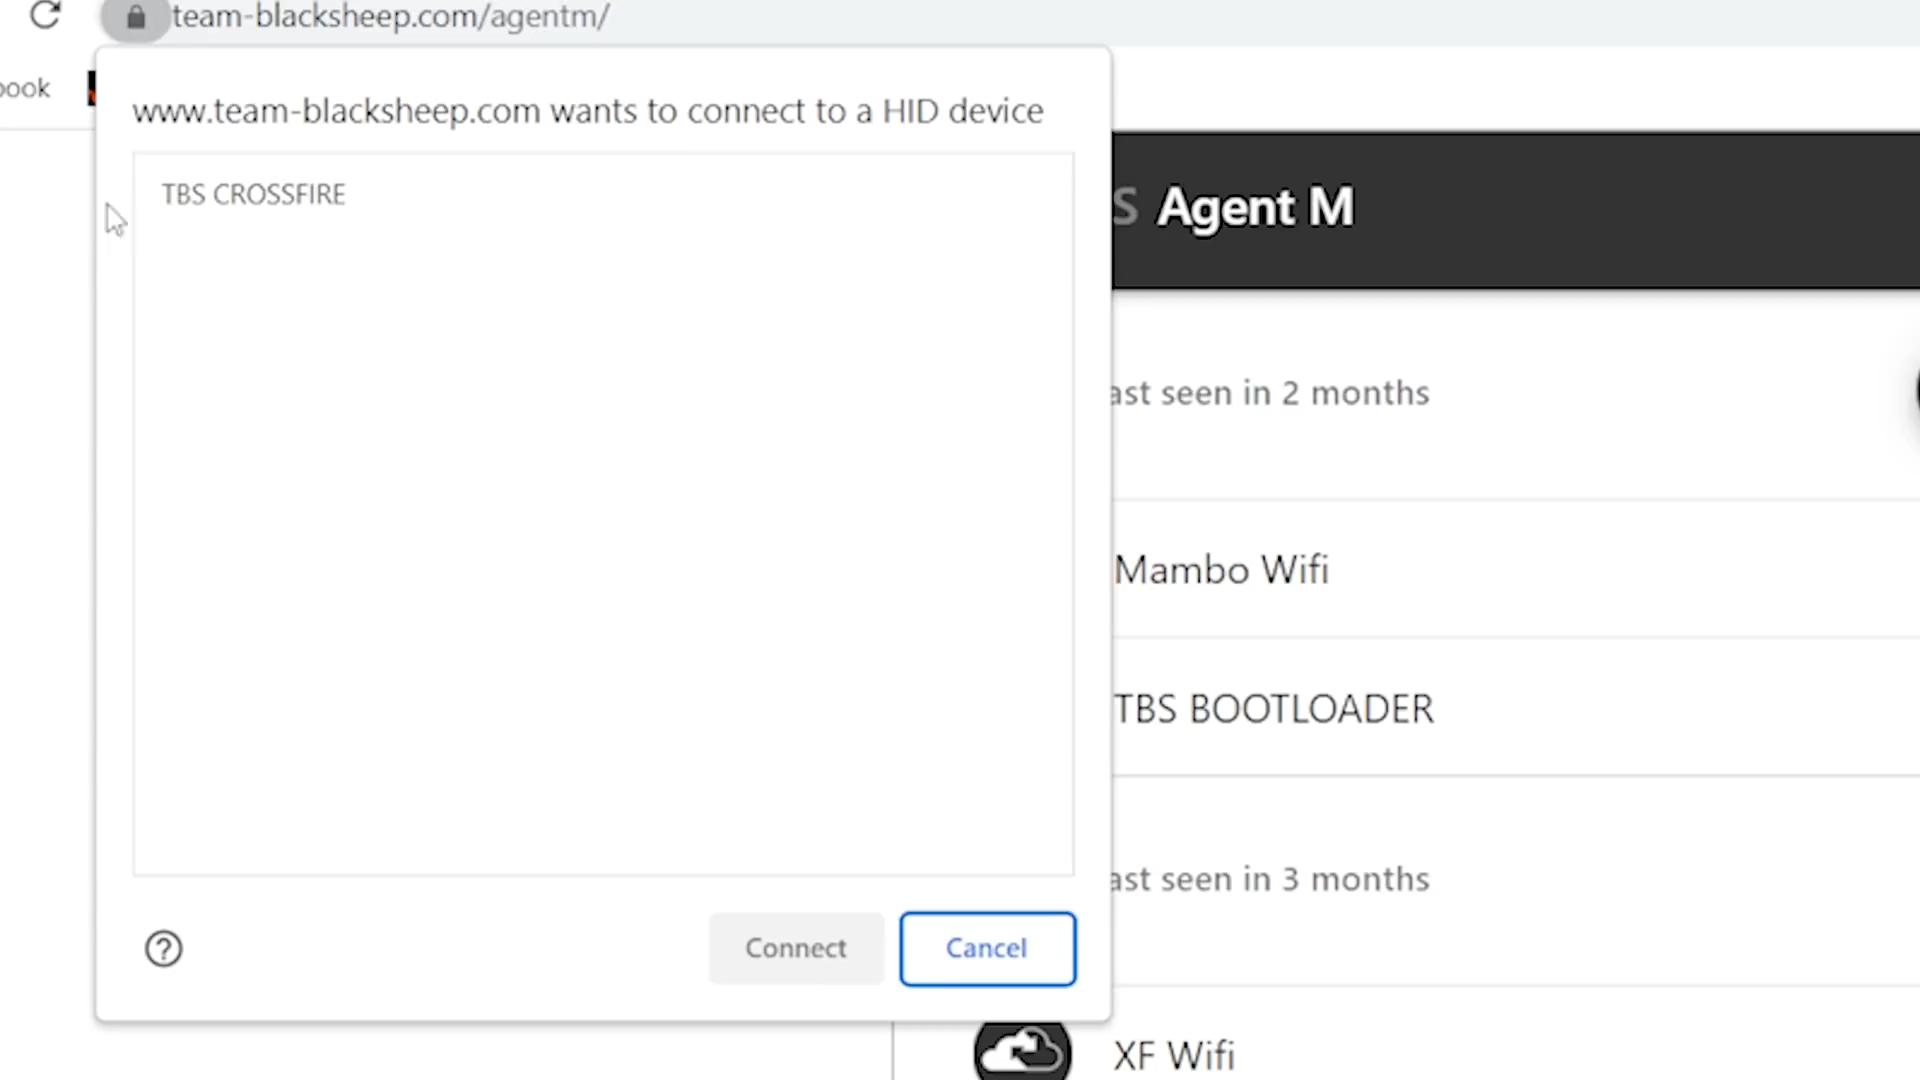 team-blacksheep.com/agentm/
book
www.team-blacksheep.com wants to connect to a HID device
TBS CROSSFIRE
S Agent M
ast seen in 2 months
Mambo Wifi
TBS BOOTLOADER
ast seen in 3 months
? Connect Cancel
XF Wifi